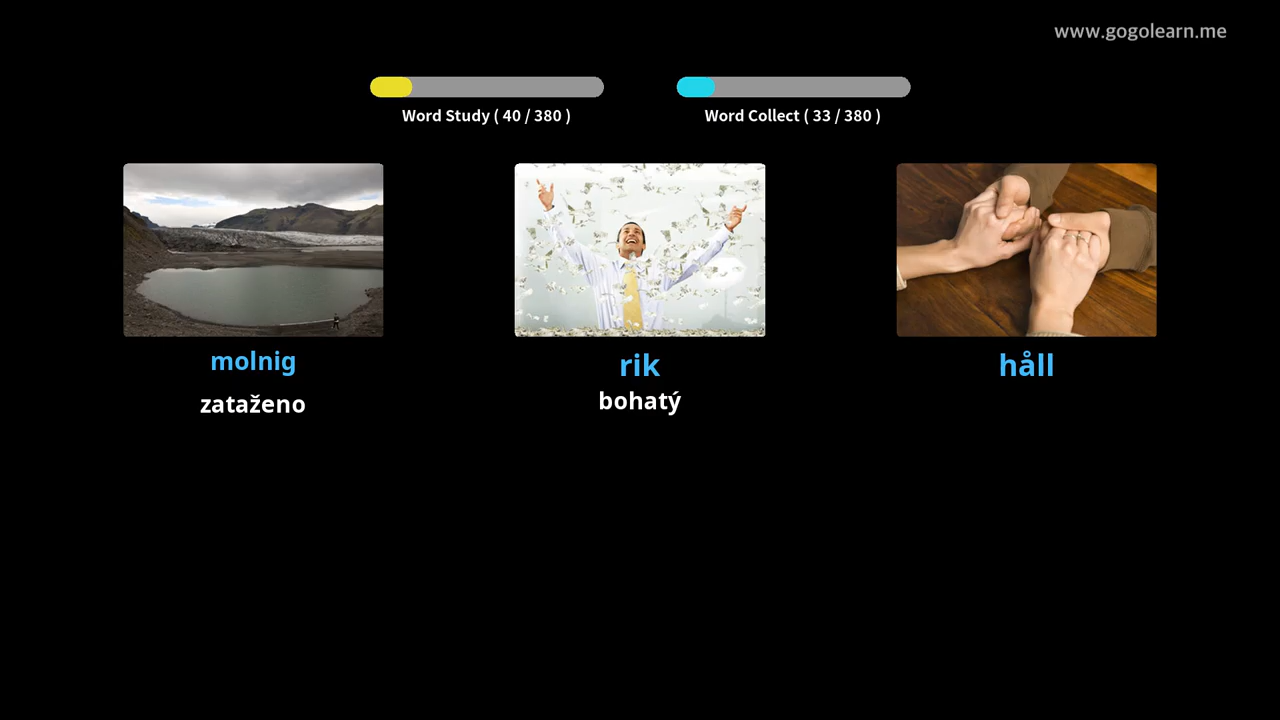 www.gogolearn.me
Word Study ( 40 / 380 )
Word Collect ( 33 / 380 )
molnig
zataženo
rik
bohatý
håll